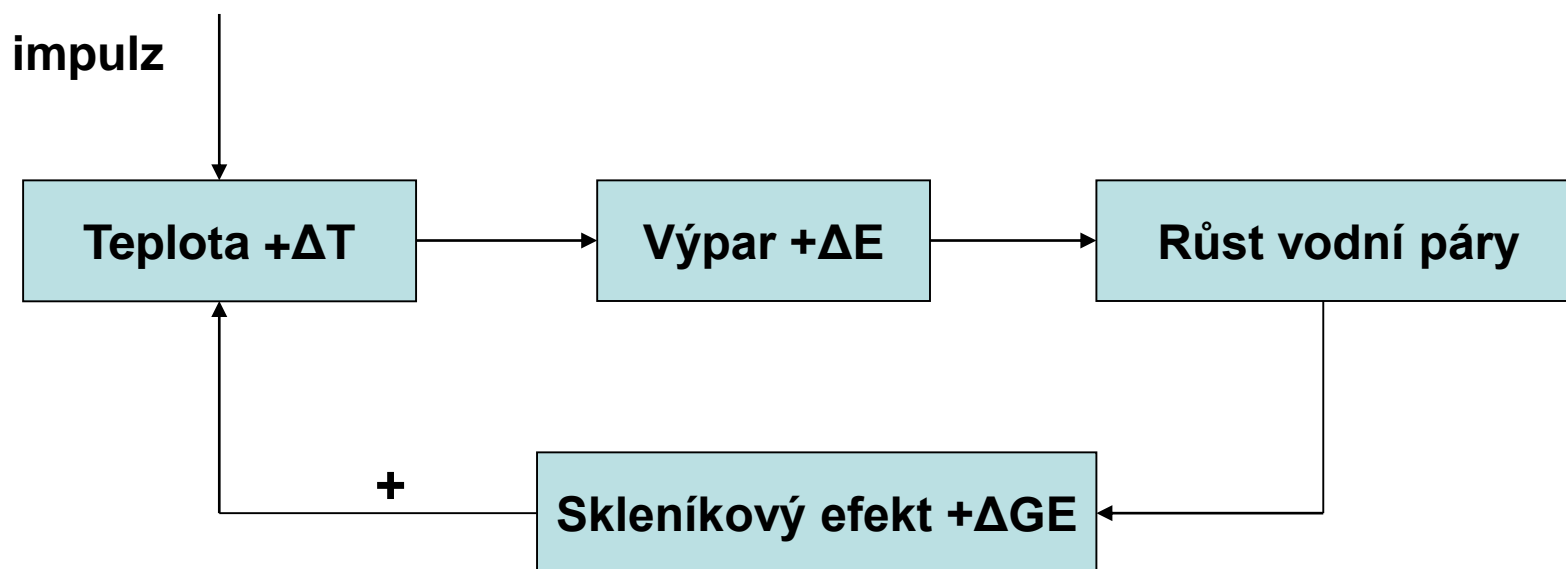 impulz
Teplota +ΔT
Výpar +ΔE
Růst vodní páry
+
Skleníkový efekt +ΔGE